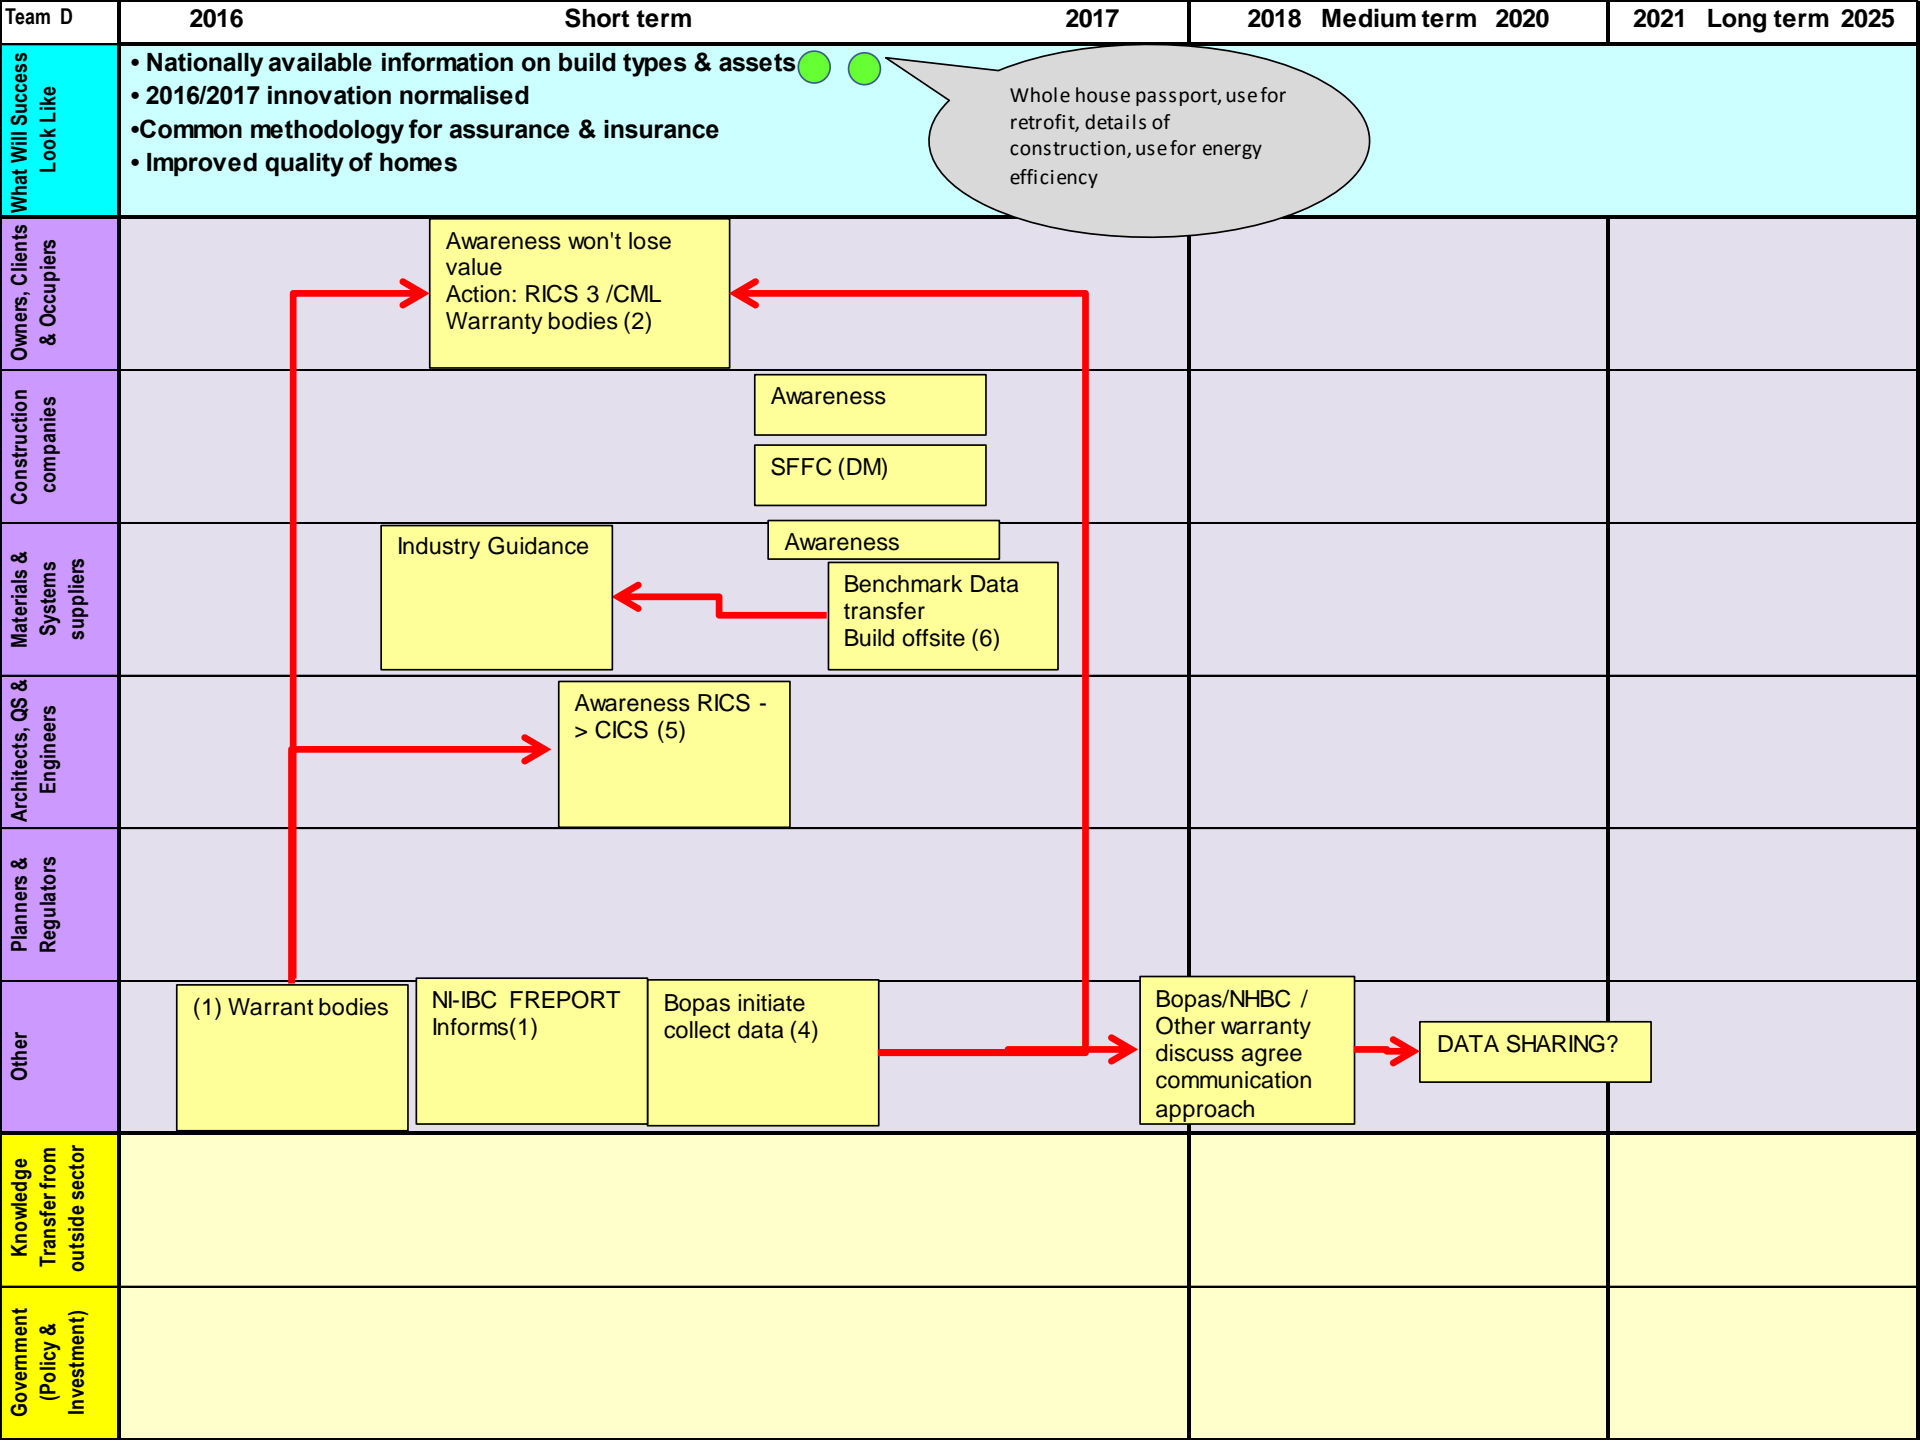 Team D
2016 Short term 2017
2018 Medium term 2020
2021 Long term 2025
What Will Success
Look Like
• Nationally available information on build types & assets
• 2016/2017 innovation normalised
•Common methodology for assurance & insurance
• Improved quality of homes
Whole house passport, use for
retrofit, details of
construction, use for energy
efficiency
Owners, Clients
& Occupiers
Awareness won't lose
value
Action: RICS 3 /CML
Warranty bodies (2)
Construction
companies
Awareness
SFFC (DM)
Materials &
Systems
suppliers
Industry Guidance
Awareness
Benchmark Data
transfer
Build offsite (6)
Architects, QS &
Engineers
Awareness RICS -
> CICS (5)
Planners &
Regulators
Other
(1) Warrant bodies
NI-IBC FREPORT
Informs(1)
Bopas initiate
collect data (4)
Bopas/NHBC /
Other warranty
discuss agree
communication
approach
DATA SHARING?
Knowledge
Transfer from
outside sector
Government
(Policy &
Investment)